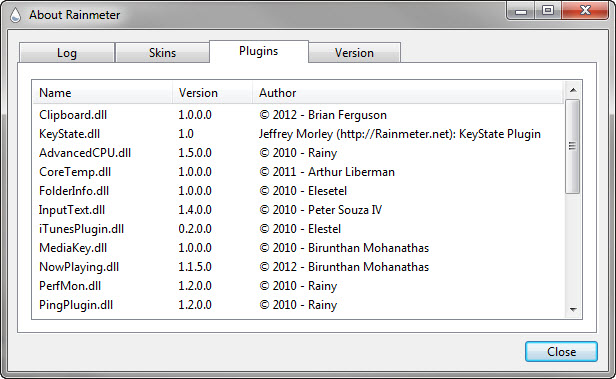 About Rainmeter
Log Skins Plugins Version
Name Version Author
Clipboard.dll 1.0.0.0 © 2012 - Brian Ferguson
KeyState.dll 1.0 Jeffrey Morley (http://Rainmeter.net): KeyState Plugin
AdvancedCPU.dll 1.5.0.0 © 2010 - Rainy
CoreTemp.dll 1.0.0.0 © 2011 - Arthur Liberman
FolderInfo.dll 1.0.0.0 © 2010 - Elesetel
InputText.dll 1.4.0.0 © 2010 - Peter Souza IV
iTunesPlugin.dll 0.2.0.0 © 2010 - Elestel
MediaKey.dll 1.0.0.0 © 2010 - Birunthan Mohanathas
NowPlaying.dll 1.1.5.0 © 2012 - Birunthan Mohanathas
PerfMon.dll 1.2.0.0 © 2010 - Rainy
PingPlugin.dll 1.2.0.0 © 2010 - Rainy
Close